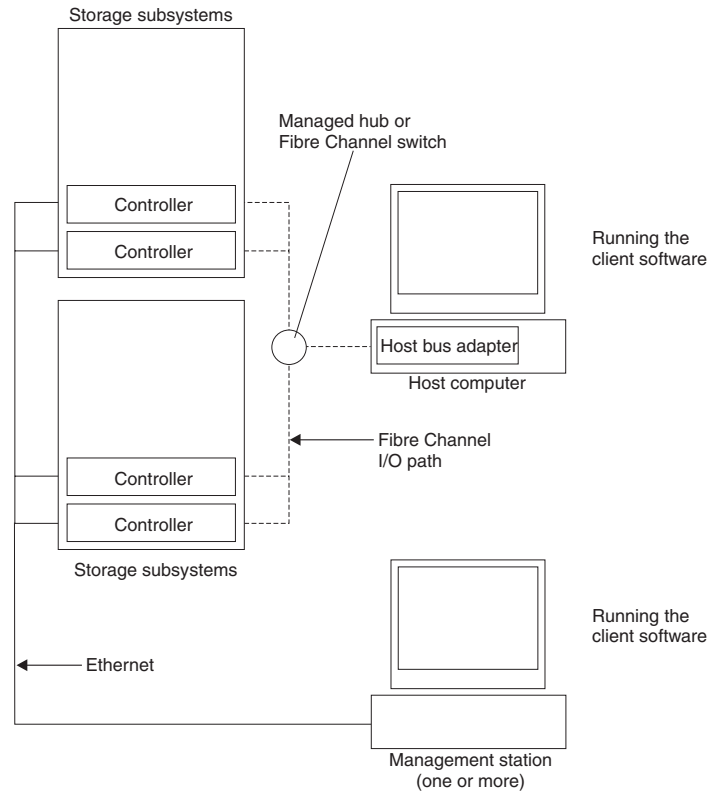 Storage subsystems
Managed hub or
Fibre Channel switch
Controller
Controller
Running the
client software
Host bus adapter
Host computer
Fibre Channel
I/O path
Controller
Controller
Storage subsystems
Running the
client software
Ethernet
Management station
(one or more)